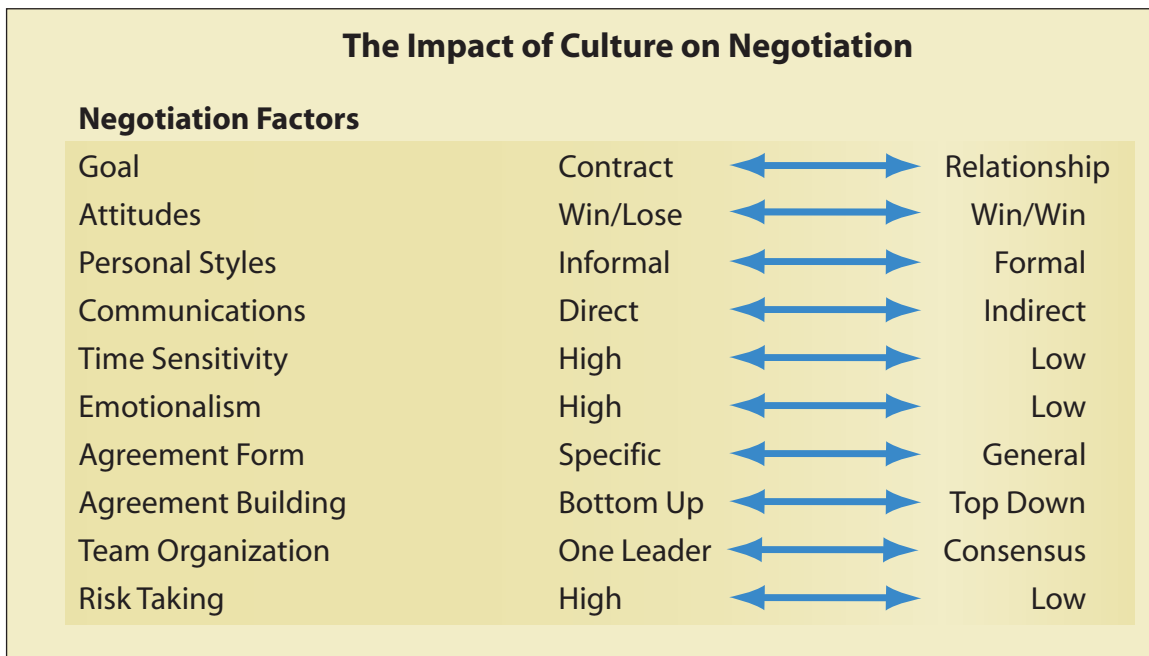 The Impact of Culture on Negotiation
Negotiation Factors
Goal Contract Relationship
Attitudes Win/Lose Win/Win
Personal Styles Informal Formal
Communications Direct Indirect
Time Sensitivity High Low
Emotionalism High Low
Agreement Form Specific General
Agreement Building Bottom Up Top Down
Team Organization One Leader Consensus
Risk Taking High Low